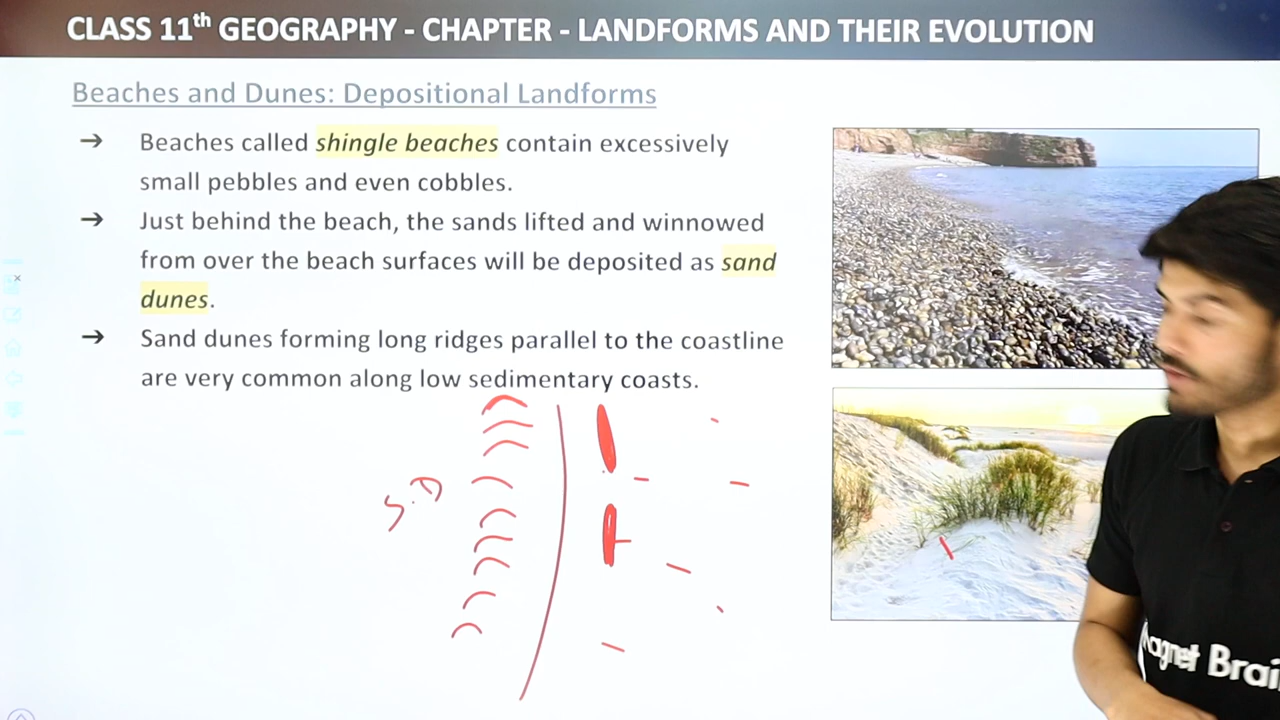 CLASS 11th GEOGRAPHY - CHAPTER - LANDFORMS AND THEIR EVOLUTION
Beaches and Dunes: Depositional Landforms
→ Beaches called shingle beaches contain excessively
small pebbles and even cobbles.
→ Just behind the beach, the sands lifted and winnowed
from over the beach surfaces will be deposited as sand
dunes.
→ Sand dunes forming long ridges parallel to the coastline
are very common along low sedimentary coasts.
S.D
Magnet Brai